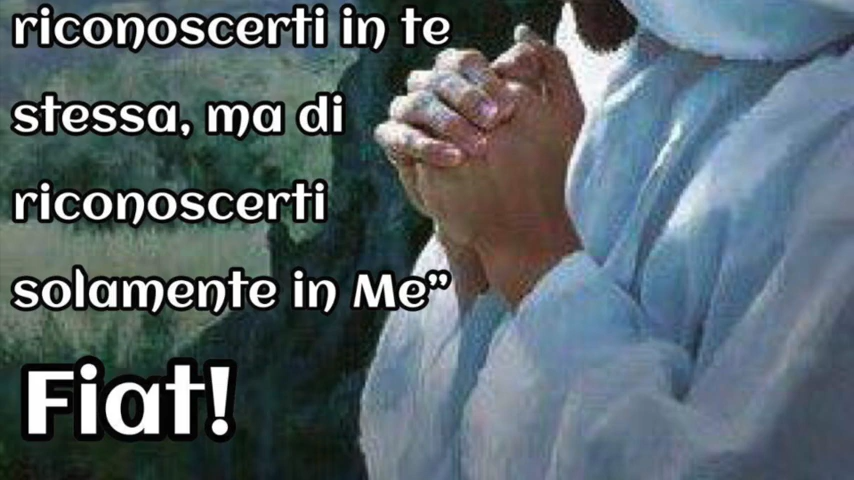 riconoscerti in te
stessa, ma di
riconoscerti
solamente in Me”
Fiat!